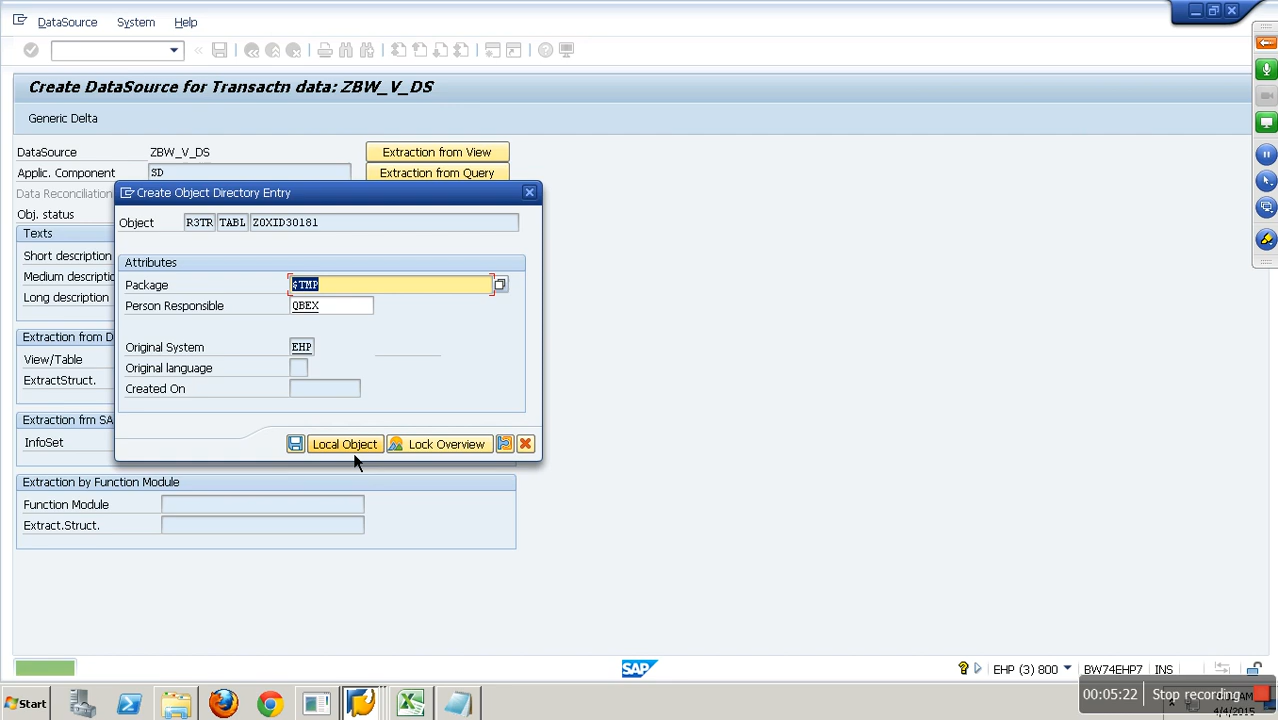 DataSource System Help
Create DataSource for Transactn data: ZBW_V_DS
Generic Delta
DataSource ZBW_V_DS Extraction from View
Applic. Component SD Extraction from Query
Data Reconciliation
Obj. status
Texts
Short description
Medium descriptio
Long description
Extraction from D
View/Table
ExtractStruct.
Extraction frm SA
InfoSet
Create Object Directory Entry
Object R3TR TABL ZOXID30181
Attributes
Package $TMP
Person Responsible QBEX
Original System EHP
Original language
Created On
Local Object Lock Overview
Extraction by Function Module
Function Module
Extract.Struct.
SAP EHP (3) 800 BW74EHP7 INS
00:05:22 Stop recording
Start
4/4/2015